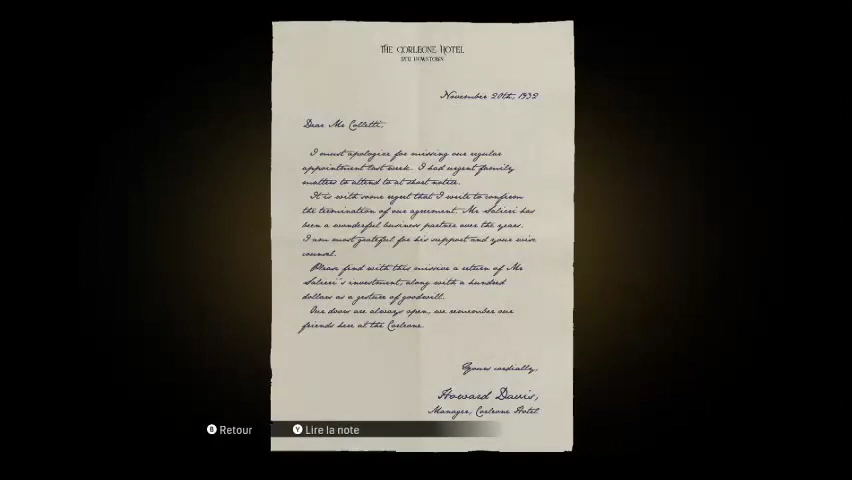 THE CORLEONE HOTEL
November 20th, 1932
Dear Mr Colletti,
I must apologize for missing our regular
appointment last week. I had urgent family
matters to attend to at short notice.
It is with some regret that I write to confirm
the termination of our agreement. Mr Salieri has
been a wonderful business partner over the years.
I am most grateful for his support and your wise
counsel.
Please find with this missive a return of Mr
Salieri's investment, along with a hundred
dollars as a gesture of goodwill.
Our doors are always open, we remember our
friends here at the Corleone.
Yours cordially,
Howard Davis,
Manager, Corleone Hotel
B Retour
Y Lire la note